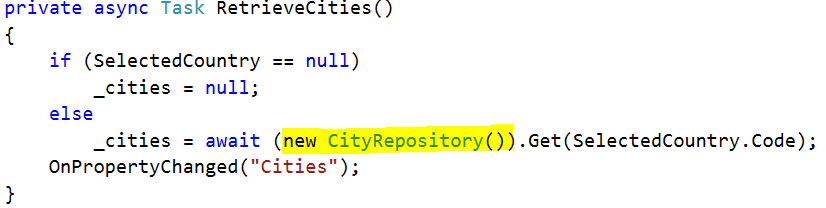 private async Task RetrieveCities()
{
    if (SelectedCountry == null)
        _cities = null;
    else
        _cities = await (new CityRepository()).Get(SelectedCountry.Code);
    OnPropertyChanged("Cities");
}